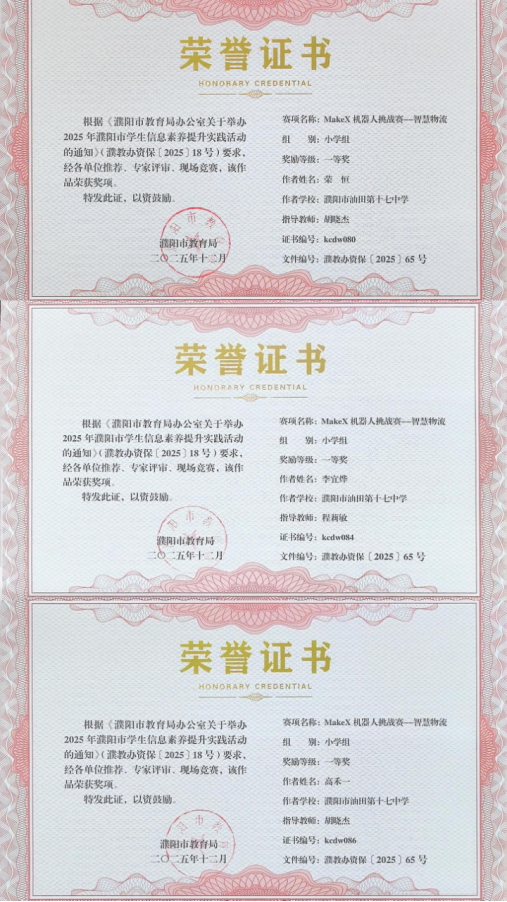 荣誉证书
HONORARY CREDENTIAL
根据《濮阳市教育局办公室关于举办
2025 年濮阳市学生信息素养提升实践活动
的通知》（濮教办资保〔2025〕18 号）要求，
经各单位推荐、专家评审、现场竞赛，该作
品荣获奖项。
特发此证，以资鼓励。
濮阳市教育局
二〇二五年十二月
赛项名称：MakeX 机器人挑战赛—智慧物流
组　　别：小学组
奖励等级：一等奖
作者姓名：荣　恒
作者学校：濮阳市油田第十七中学
指导教师：胡晓杰
证书编号：kcdw080
文件编号：濮教办资保〔2025〕65 号
荣誉证书
HONORARY CREDENTIAL
根据《濮阳市教育局办公室关于举办
2025 年濮阳市学生信息素养提升实践活动
的通知》（濮教办资保〔2025〕18 号）要求，
经各单位推荐、专家评审、现场竞赛，该作
品荣获奖项。
特发此证，以资鼓励。
濮阳市教育局
二〇二五年十二月
赛项名称：MakeX 机器人挑战赛—智慧物流
组　　别：小学组
奖励等级：一等奖
作者姓名：李宜烨
作者学校：濮阳市油田第十七中学
指导教师：程莉敏
证书编号：kcdw084
文件编号：濮教办资保〔2025〕65 号
荣誉证书
HONORARY CREDENTIAL
根据《濮阳市教育局办公室关于举办
2025 年濮阳市学生信息素养提升实践活动
的通知》（濮教办资保〔2025〕18 号）要求，
经各单位推荐、专家评审、现场竞赛，该作
品荣获奖项。
特发此证，以资鼓励。
濮阳市教育局
二〇二五年十二月
赛项名称：MakeX 机器人挑战赛—智慧物流
组　　别：小学组
奖励等级：一等奖
作者姓名：高禾一
作者学校：濮阳市油田第十七中学
指导教师：胡晓杰
证书编号：kcdw086
文件编号：濮教办资保〔2025〕65 号